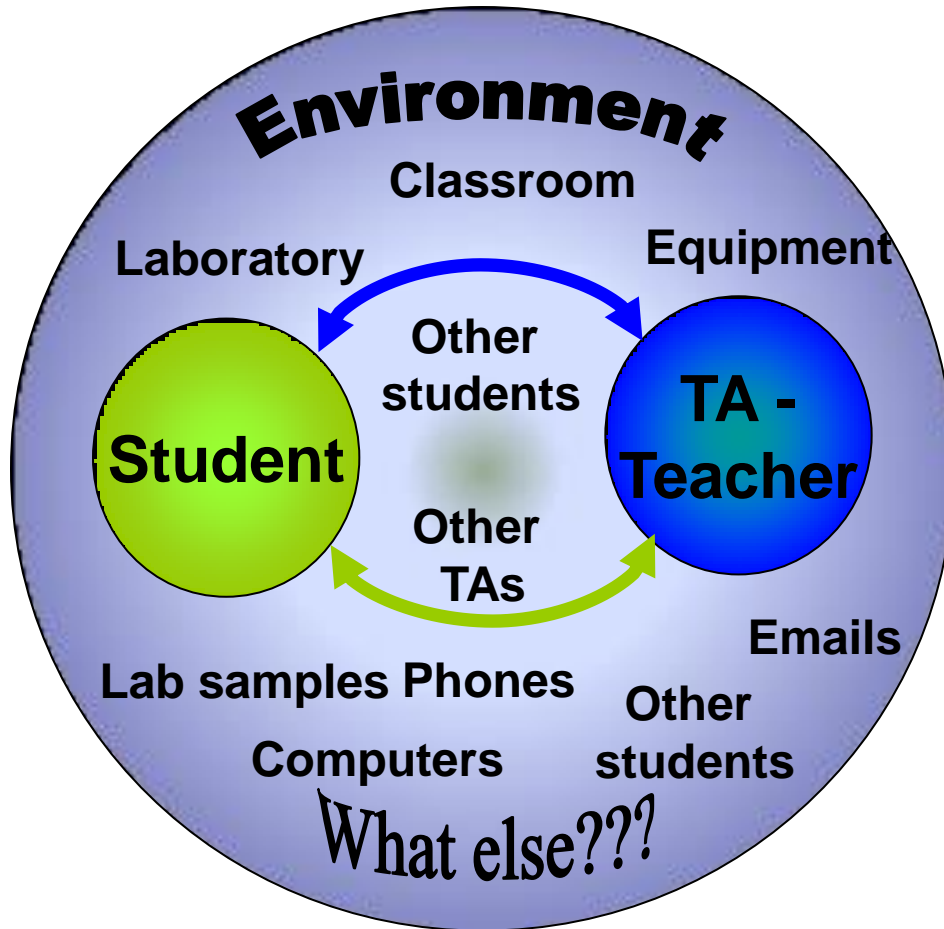 Environment
Classroom
Laboratory
Equipment
Other
students
Student
TA -
Teacher
Other
TAs
Emails
Lab samples
Phones
Other
students
Computers
What else???